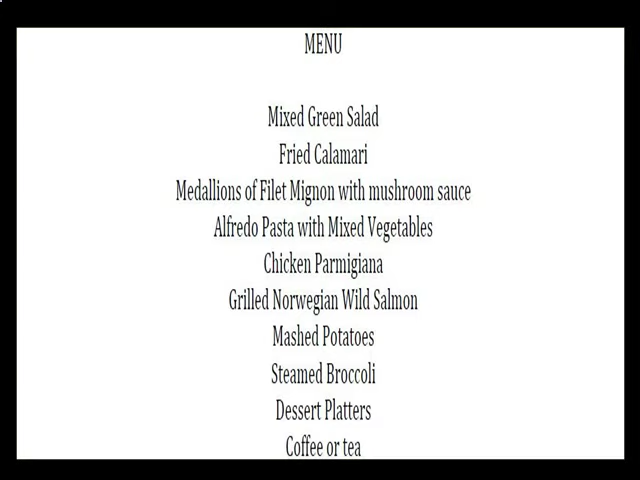 MENU
Mixed Green Salad
Fried Calamari
Medallions of Filet Mignon with mushroom sauce
Alfredo Pasta with Mixed Vegetables
Chicken Parmigiana
Grilled Norwegian Wild Salmon
Mashed Potatoes
Steamed Broccoli
Dessert Platters
Coffee or tea